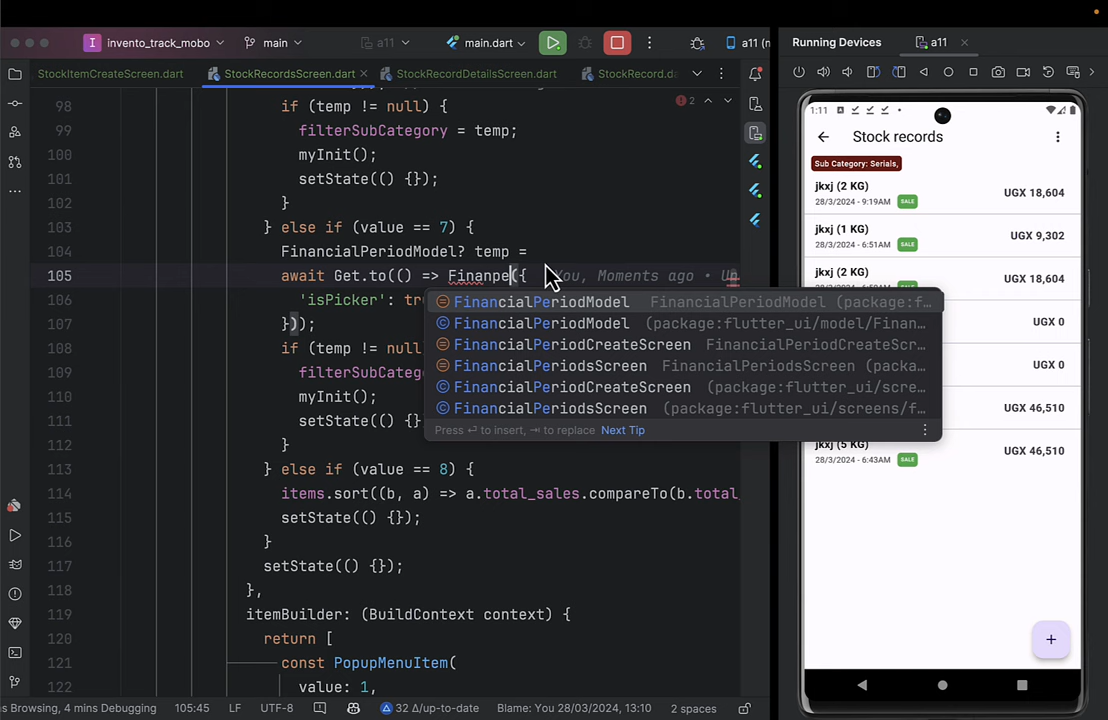 invento_track_mobo
main
a11
main.dart
a11 (n
Running Devices
a11
StockItemCreateScreen.dart
StockRecordsScreen.dart
StockRecordDetailsScreen.dart
StockRecord.da
98
if (temp != null) {
2
99
filterSubCategory = temp;
100
myInit();
101
setState(() {});
102
}
103
} else if (value == 7) {
104
FinancialPeriodModel? temp =
105
await Get.to(() => Finanpe({
You, Moments ago • Up
106
'isPicker': tr
107
}));
108
if (temp != null
109
filterSubCateg
110
myInit();
111
setState(() {}
112
}
113
} else if (value == 8) {
114
items.sort((b, a) => a.total_sales.compareTo(b.total_
115
setState(() {});
116
}
117
setState(() {});
118
},
119
itemBuilder: (BuildContext context) {
120
return [
121
const PopupMenuItem(
122
value: 1,
FinancialPeriodModel FinancialPeriodModel (package:f…
FinancialPeriodModel (package:flutter_ui/model/Finan…
FinancialPeriodCreateScreen FinancialPeriodCreateScr…
FinancialPeriodsScreen FinancialPeriodsScreen (packa…
FinancialPeriodCreateScreen (package:flutter_ui/scre…
FinancialPeriodsScreen (package:flutter_ui/screens/f…
Press ⏎ to insert, ⇥ to replace Next Tip
1:11
Stock records
Sub Category: Serials,
jkxj (2 KG)
28/3/2024 - 9:19AM
SALE
UGX 18,604
jkxj (1 KG)
28/3/2024 - 6:51AM
SALE
UGX 9,302
jkxj (2 KG)
UGX 18,604
UGX 0
UGX 0
UGX 46,510
jkxj (5 KG)
28/3/2024 - 6:43AM
SALE
UGX 46,510
+
s Browsing, 4 mins Debugging
105:45
LF
UTF-8
32 Δ/up-to-date
Blame: You 28/03/2024, 13:10
2 spaces